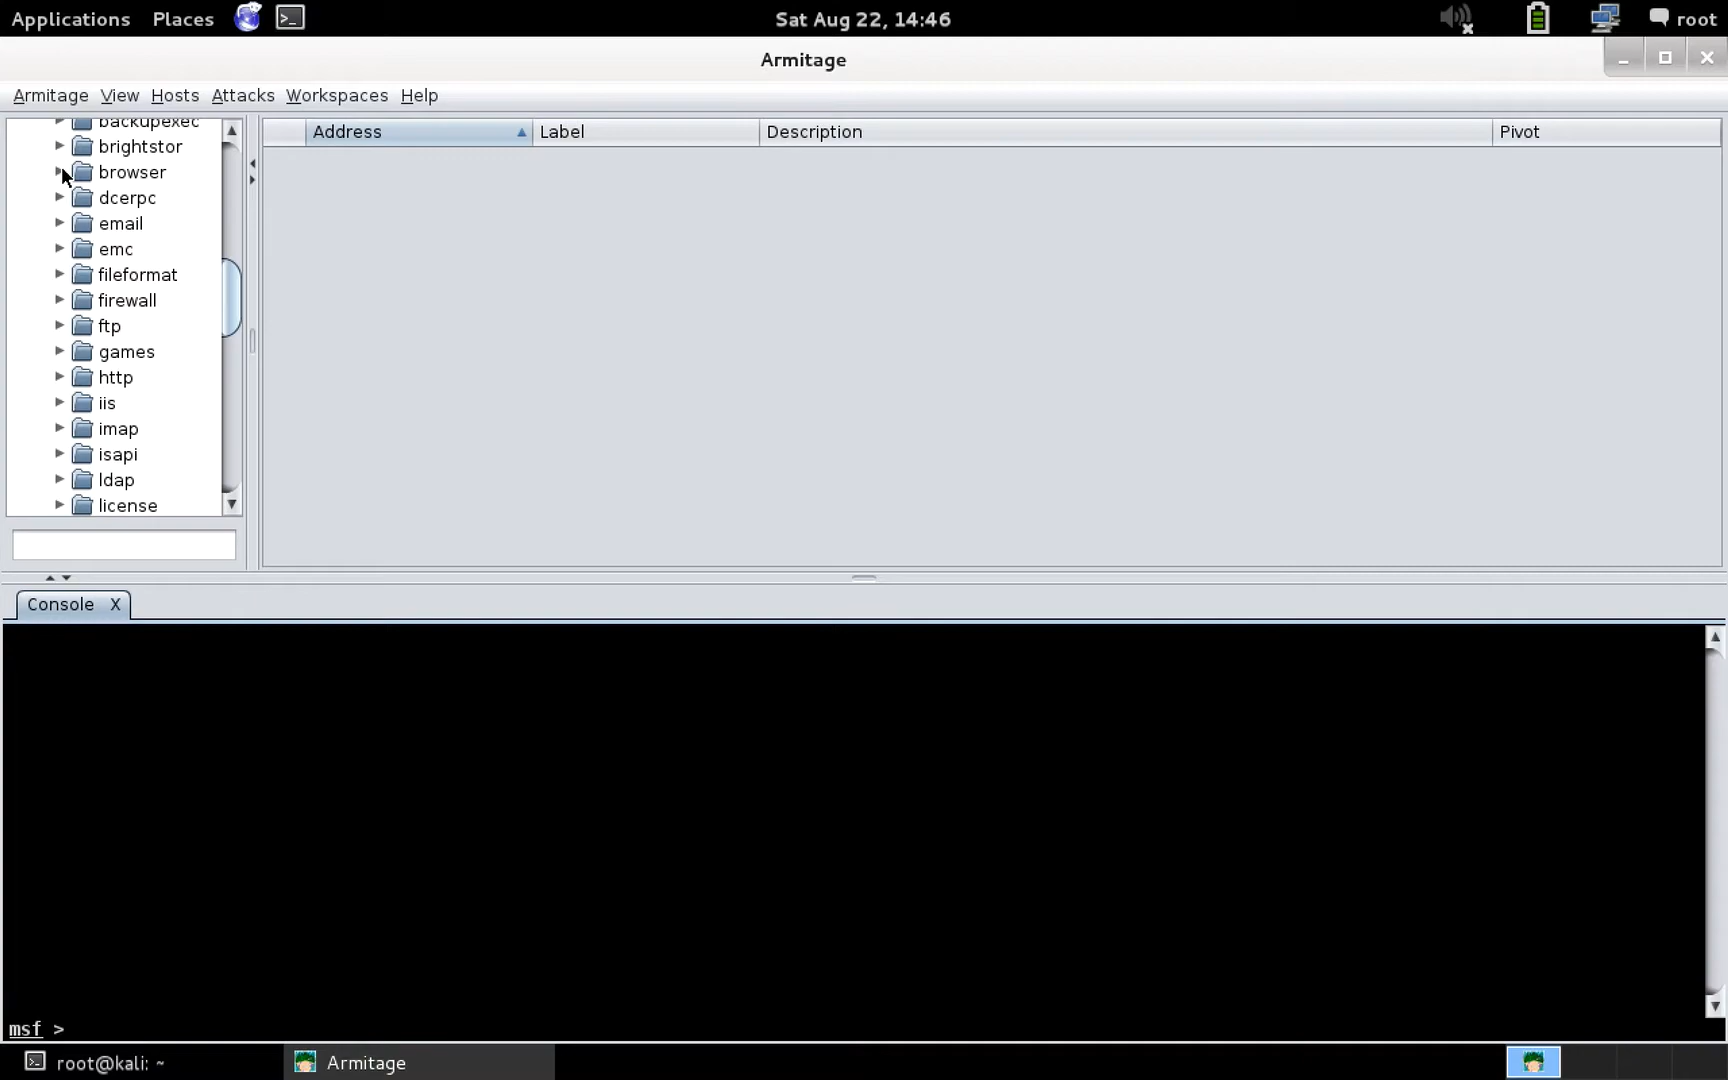 Applications Places Sat Aug 22, 14:46 root
Armitage
Armitage View Hosts Attacks Workspaces Help
backupexec
brightstor
browser
dcerpc
email
emc
fileformat
firewall
ftp
games
http
iis
imap
isapi
ldap
license
Address Label Description Pivot
Console X
msf >
root@kali: ~ Armitage